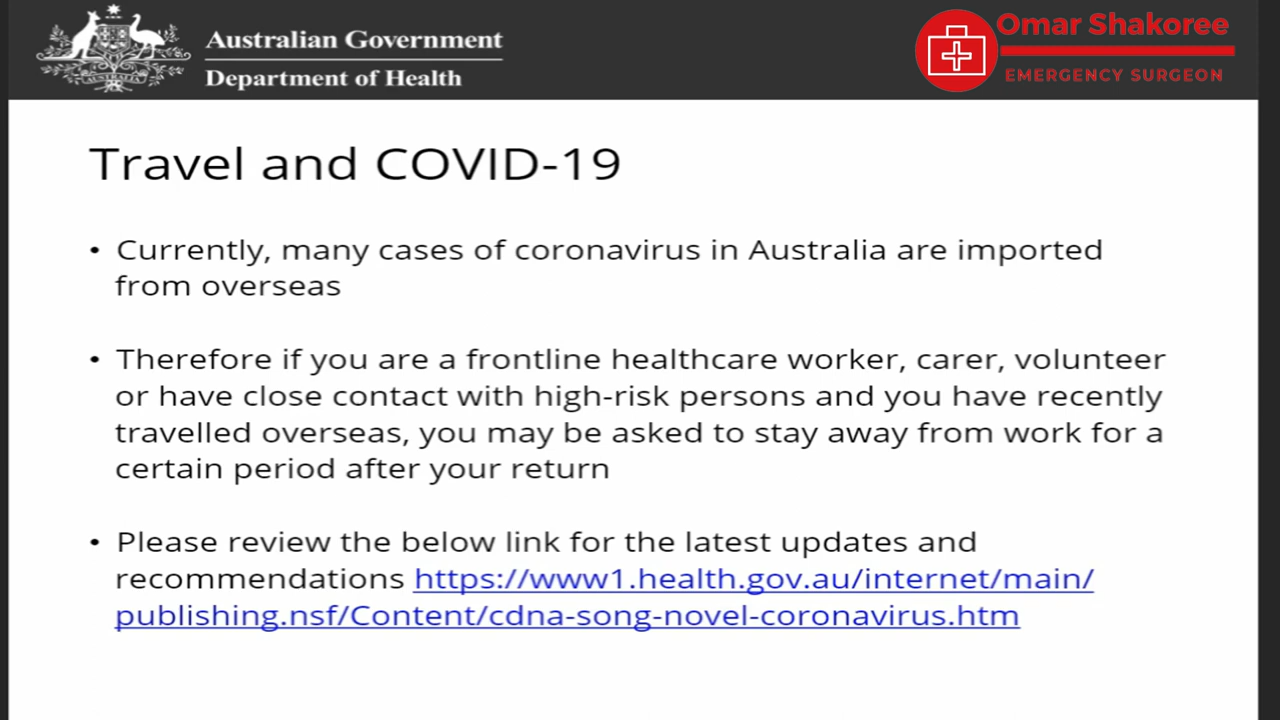 Australian Government
Department of Health
Omar Shakoree
EMERGENCY SURGEON
Travel and COVID-19
• Currently, many cases of coronavirus in Australia are imported
from overseas
• Therefore if you are a frontline healthcare worker, carer, volunteer
or have close contact with high-risk persons and you have recently
travelled overseas, you may be asked to stay away from work for a
certain period after your return
• Please review the below link for the latest updates and
recommendations https://www1.health.gov.au/internet/main/
publishing.nsf/Content/cdna-song-novel-coronavirus.htm